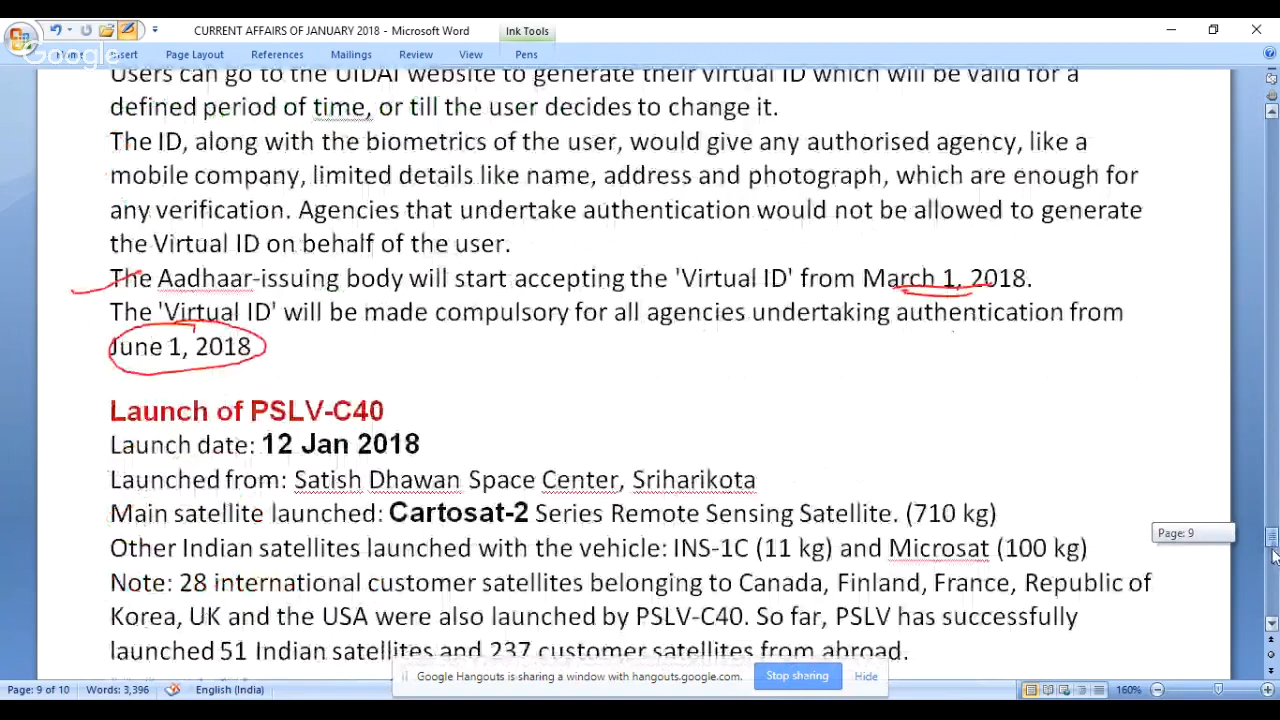 CURRENT AFFAIRS OF JANUARY 2018 - Microsoft Word
Ink Tools
Google
Insert Page Layout References Mailings Review View Pens
Users can go to the UIDAI website to generate their virtual ID which will be valid for a
defined period of time, or till the user decides to change it.
The ID, along with the biometrics of the user, would give any authorised agency, like a
mobile company, limited details like name, address and photograph, which are enough for
any verification. Agencies that undertake authentication would not be allowed to generate
the Virtual ID on behalf of the user.
The Aadhaar-issuing body will start accepting the 'Virtual ID' from March 1, 2018.
The 'Virtual ID' will be made compulsory for all agencies undertaking authentication from
June 1, 2018
Launch of PSLV-C40
Launch date: 12 Jan 2018
Launched from: Satish Dhawan Space Center, Sriharikota
Main satellite launched: Cartosat-2 Series Remote Sensing Satellite. (710 kg)
Page: 9
Other Indian satellites launched with the vehicle: INS-1C (11 kg) and Microsat (100 kg)
Note: 28 international customer satellites belonging to Canada, Finland, France, Republic of
Korea, UK and the USA were also launched by PSLV-C40. So far, PSLV has successfully
launched 51 Indian satellites and 237 customer satellites from abroad.
Google Hangouts is sharing a window with hangouts.google.com. Stop sharing Hide
Page: 9 of 10 Words: 3,396 English (India) 160%